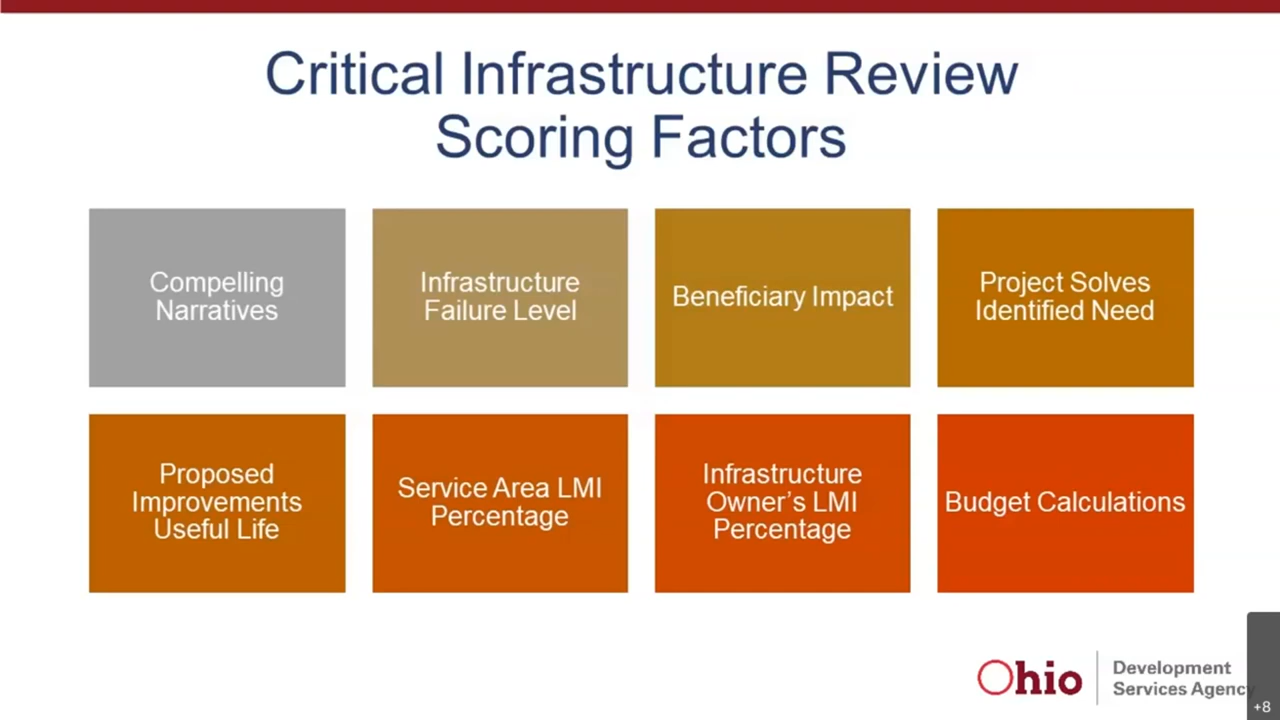 Critical Infrastructure Review
Scoring Factors
Compelling
Narratives
Infrastructure
Failure Level
Beneficiary Impact
Project Solves
Identified Need
Proposed
Improvements
Useful Life
Service Area LMI
Percentage
Infrastructure
Owner’s LMI
Percentage
Budget Calculations
Ohio
Development
Services Agency
+8